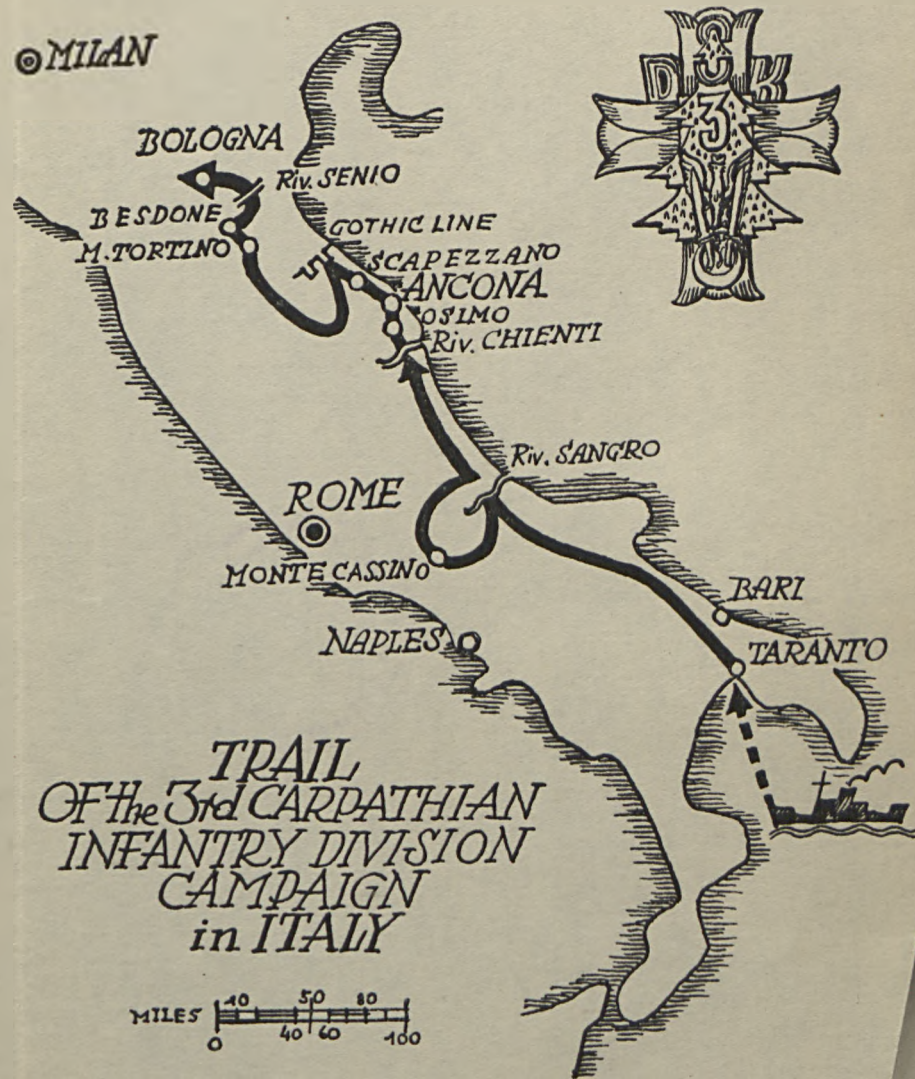 MILAN
D S K
3
BOLOGNA
Riv. SENIO
BESDONE
GOTHIC LINE
M. TORTINO
SCAPEZZANO
ANCONA
OSIMO
Riv. CHIENTI
Riv. SANGRO
ROME
MONTE CASSINO
BARI
NAPLES
TARANTO
TRAIL
OF the 3rd CARPATHIAN
INFANTRY DIVISION
CAMPAIGN
in ITALY
10 50 80
MILES
0 40 60 100